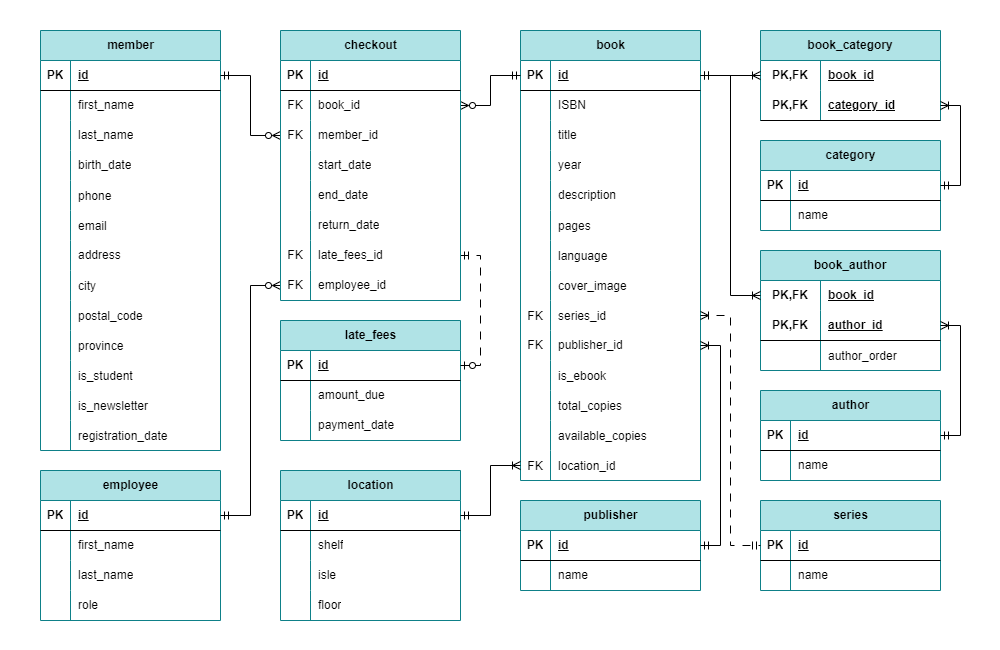 member
PK id
first_name
last_name
birth_date
phone
email
address
city
postal_code
province
is_student
is_newsletter
registration_date
employee
PK id
first_name
last_name
role
checkout
PK id
FK book_id
FK member_id
start_date
end_date
return_date
FK late_fees_id
FK employee_id
late_fees
PK id
amount_due
payment_date
location
PK id
shelf
isle
floor
book
PK id
ISBN
title
year
description
pages
language
cover_image
FK series_id
FK publisher_id
is_ebook
total_copies
available_copies
FK location_id
publisher
PK id
name
book_category
PK,FK book_id
PK,FK category_id
category
PK id
name
book_author
PK,FK book_id
PK,FK author_id
author_order
author
PK id
name
series
PK id
name